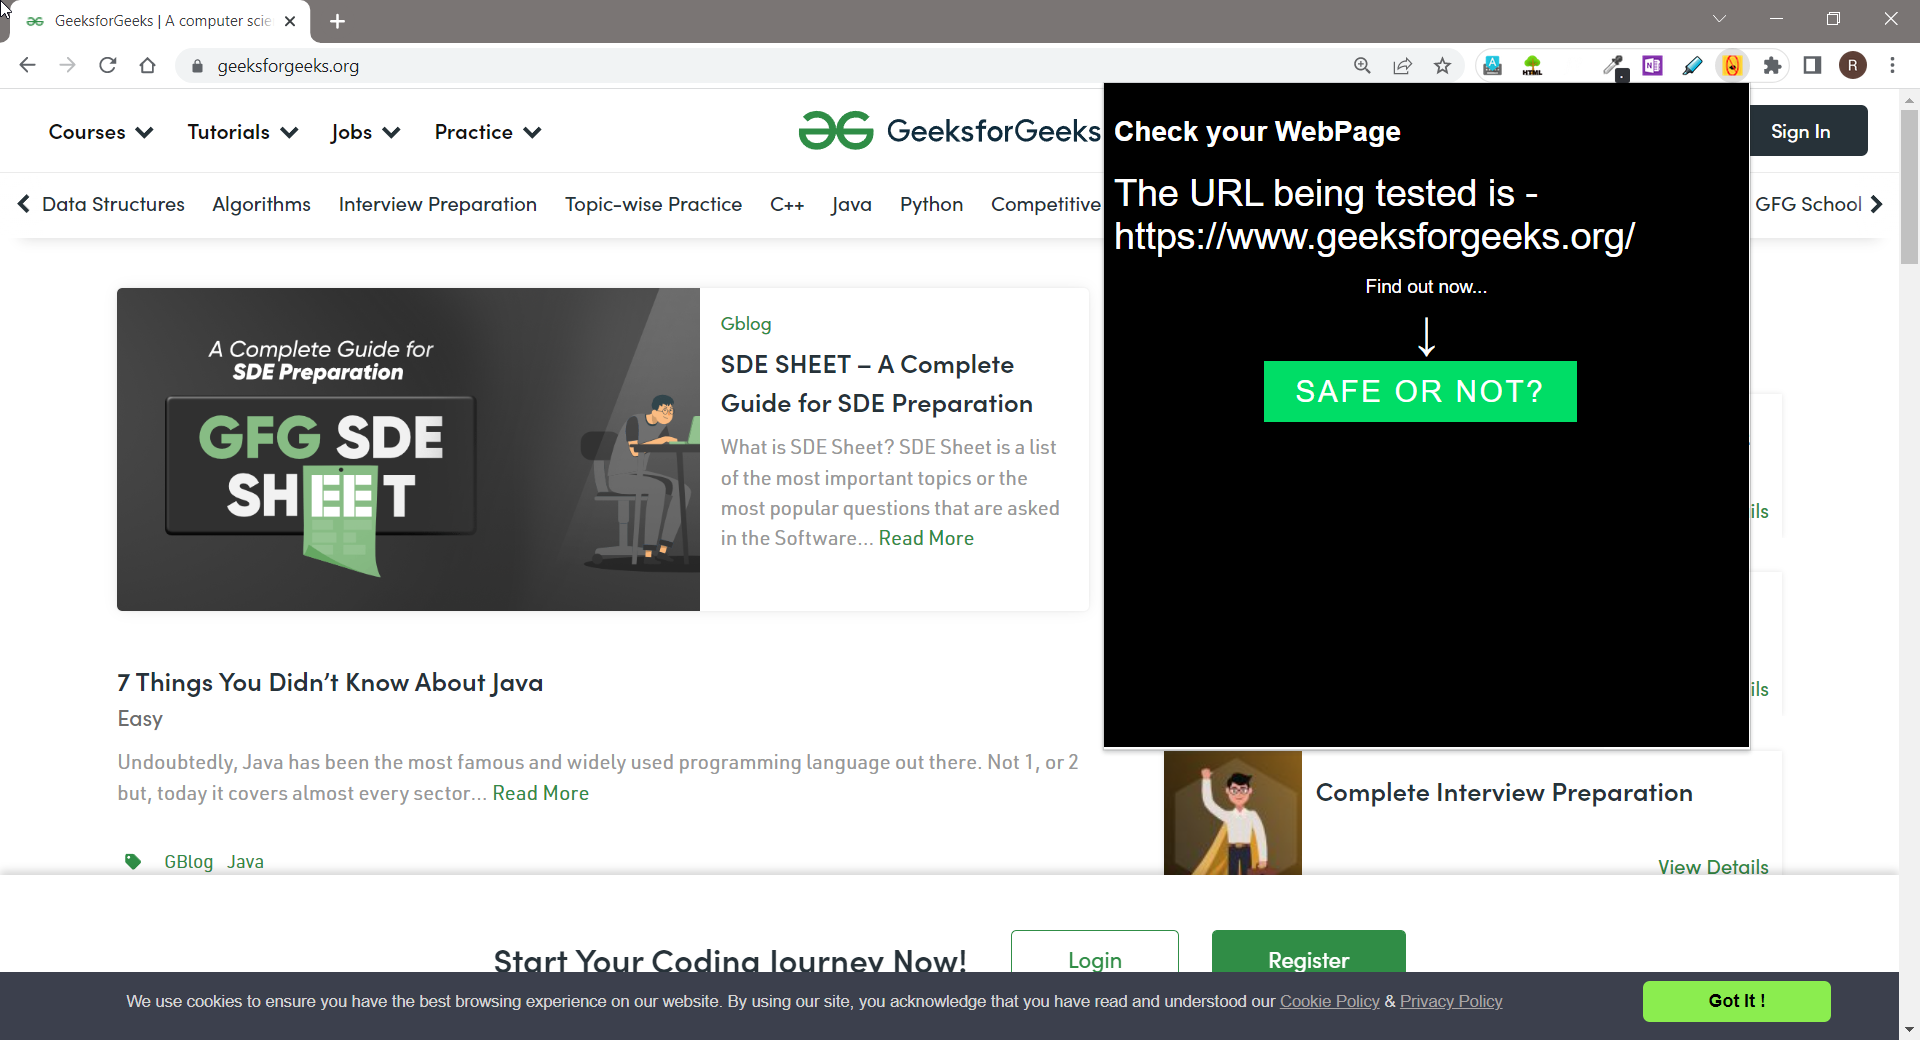 GeeksforGeeks | A computer scie
geeksforgeeks.org
R
Courses Tutorials Jobs Practice
GeeksforGeeks
Sign In
Data Structures Algorithms Interview Preparation Topic-wise Practice C++ Java Python Competitive
GFG School
Check your WebPage
The URL being tested is -
https://www.geeksforgeeks.org/
Find out now...
↓
SAFE OR NOT?
A Complete Guide for
SDE Preparation
GFG SDE
SHEET
Gblog
SDE SHEET – A Complete
Guide for SDE Preparation
What is SDE Sheet? SDE Sheet is a list
of the most important topics or the
most popular questions that are asked
in the Software... Read More
ils
ils
7 Things You Didn’t Know About Java
Easy
Undoubtedly, Java has been the most famous and widely used programming language out there. Not 1, or 2
but, today it covers almost every sector... Read More
GBlog Java
Complete Interview Preparation
View Details
Start Your Coding Journey Now!
Login
Register
We use cookies to ensure you have the best browsing experience on our website. By using our site, you acknowledge that you have read and understood our Cookie Policy & Privacy Policy
Got It !